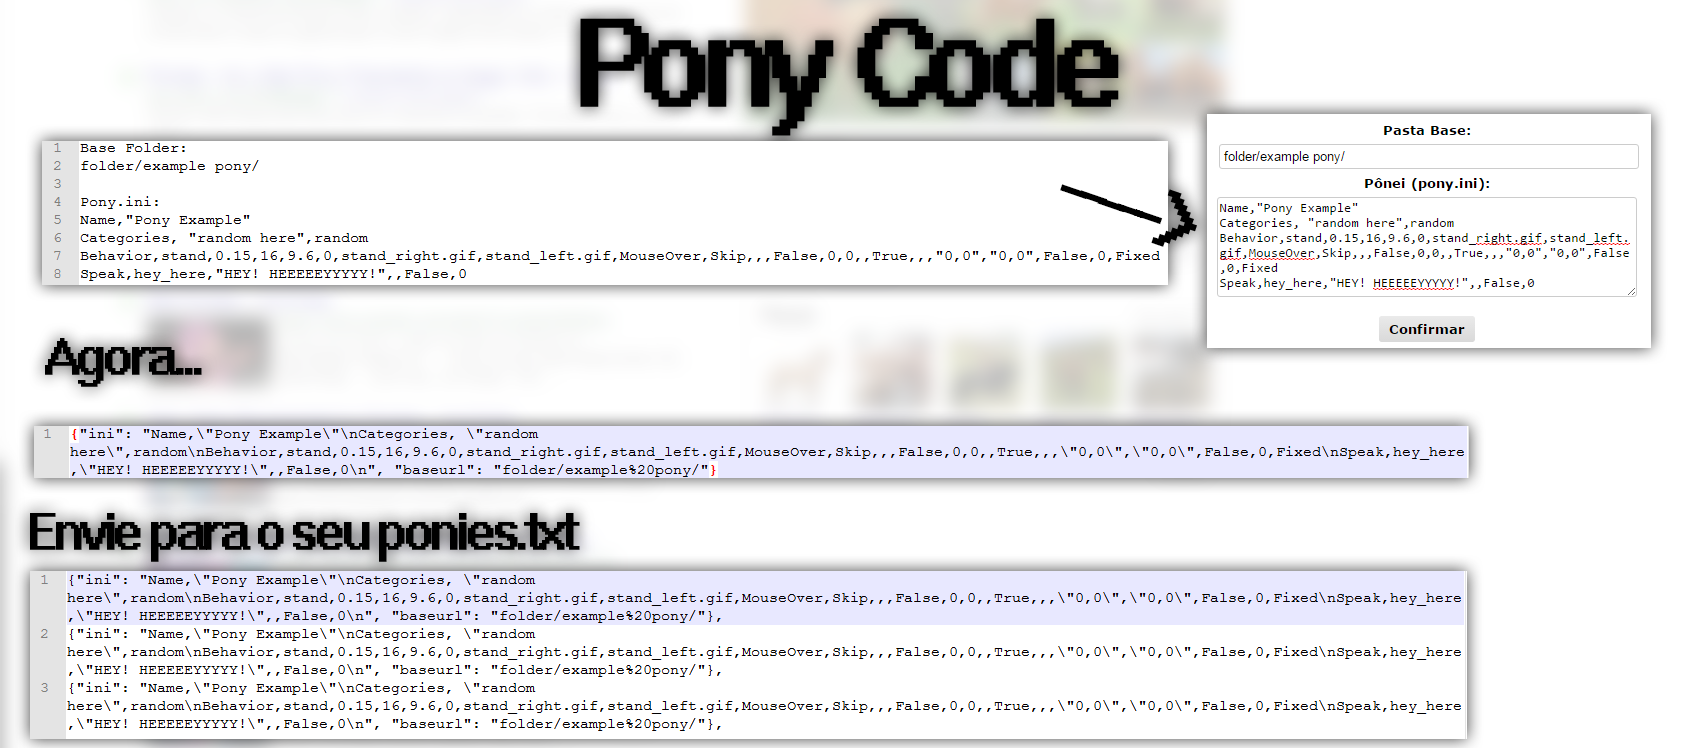 Pony Code
1 Base Folder:
2 folder/example pony/
3
4 Pony.ini:
5 Name,"Pony Example"
6 Categories, "random here",random
7 Behavior,stand,0.15,16,9.6,0,stand_right.gif,stand_left.gif,MouseOver,Skip,,,False,0,0,,True,,,"0,0","0,0",False,0,Fixed
8 Speak,hey_here,"HEY! HEEEEEYYYYY!",,False,0
Pasta Base:
folder/example pony/
Pônei (pony.ini):
Name,"Pony Example"
Categories, "random here",random
Behavior,stand,0.15,16,9.6,0,stand_right.gif,stand_left.
gif,MouseOver,Skip,,,False,0,0,,True,,,"0,0","0,0",False
,0,Fixed
Speak,hey_here,"HEY! HEEEEEYYYYY!",,False,0
Confirmar
Agora...
1 {"ini": "Name,\"Pony Example\"\nCategories, \"random
here\",random\nBehavior,stand,0.15,16,9.6,0,stand_right.gif,stand_left.gif,MouseOver,Skip,,,False,0,0,,True,,,\"0,0\",\"0,0\",False,0,Fixed\nSpeak,hey_here
,\"HEY! HEEEEEYYYYY!\",,False,0\n", "baseurl": "folder/example%20pony/"}
Envie para o seu ponies.txt
1 {"ini": "Name,\"Pony Example\"\nCategories, \"random
here\",random\nBehavior,stand,0.15,16,9.6,0,stand_right.gif,stand_left.gif,MouseOver,Skip,,,False,0,0,,True,,,\"0,0\",\"0,0\",False,0,Fixed\nSpeak,hey_here
,\"HEY! HEEEEEYYYYY!\",,False,0\n", "baseurl": "folder/example%20pony/"},
2 {"ini": "Name,\"Pony Example\"\nCategories, \"random
here\",random\nBehavior,stand,0.15,16,9.6,0,stand_right.gif,stand_left.gif,MouseOver,Skip,,,False,0,0,,True,,,\"0,0\",\"0,0\",False,0,Fixed\nSpeak,hey_here
,\"HEY! HEEEEEYYYYY!\",,False,0\n", "baseurl": "folder/example%20pony/"},
3 {"ini": "Name,\"Pony Example\"\nCategories, \"random
here\",random\nBehavior,stand,0.15,16,9.6,0,stand_right.gif,stand_left.gif,MouseOver,Skip,,,False,0,0,,True,,,\"0,0\",\"0,0\",False,0,Fixed\nSpeak,hey_here
,\"HEY! HEEEEEYYYYY!\",,False,0\n", "baseurl": "folder/example%20pony/"},